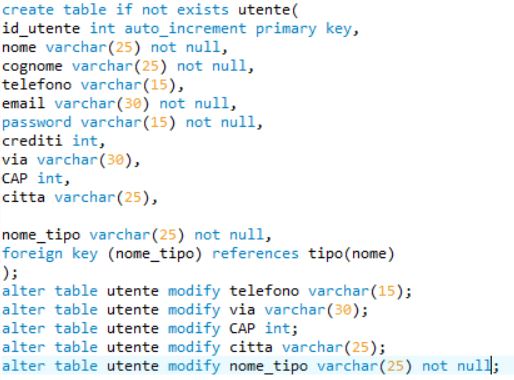 create table if not exists utente(
id_utente int auto_increment primary key,
nome varchar(25) not null,
cognome varchar(25) not null,
telefono varchar(15),
email varchar(30) not null,
password varchar(15) not null,
crediti int,
via varchar(30),
CAP int,
citta varchar(25),
nome_tipo varchar(25) not null,
foreign key (nome_tipo) references tipo(nome)
);
alter table utente modify telefono varchar(15);
alter table utente modify via varchar(30);
alter table utente modify CAP int;
alter table utente modify citta varchar(25);
alter table utente modify nome_tipo varchar(25) not null;